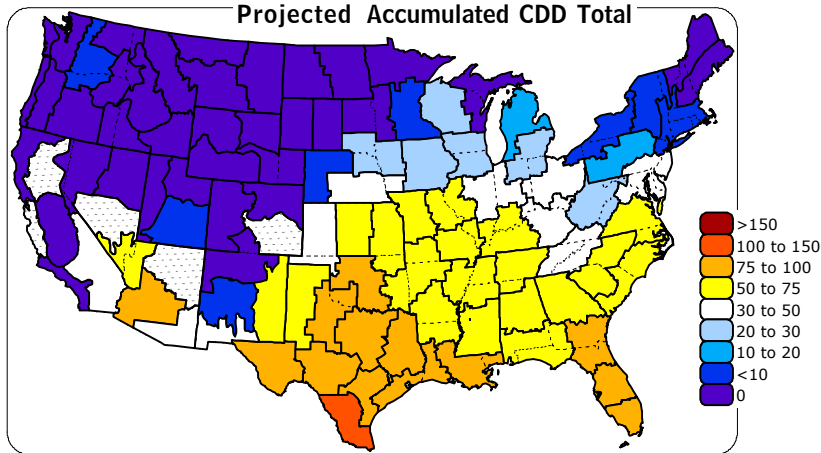 Projected Accumulated CDD Total
>150
100 to 150
75 to 100
50 to 75
30 to 50
20 to 30
10 to 20
<10
0